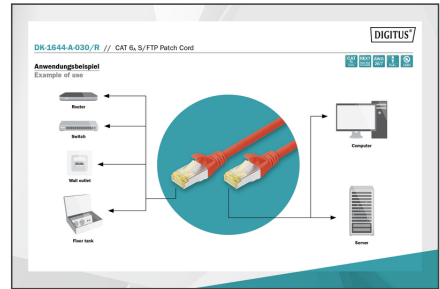 DIGITUS®
DK-1644-A-030/R // CAT 6A S/FTP Patch Cord
Anwendungsbeispiel
Example of use
Router
Switch
Wall outlet
Floor tank
Computer
Server